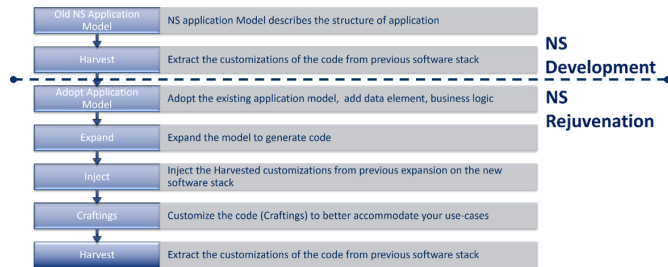 Old NS Application
Model
NS application Model describes the structure of application
Harvest
Extract the customizations of the code from previous software stack
NS
Development
Adopt Application
Model
Adopt the existing application model, add data element, business logic
NS
Rejuvenation
Expand
Expand the model to generate code
Inject
Inject the Harvested customizations from previous expansion on the new
software stack
Craftings
Customize the code (Craftings) to better accommodate your use-cases
Harvest
Extract the customizations of the code from previous software stack